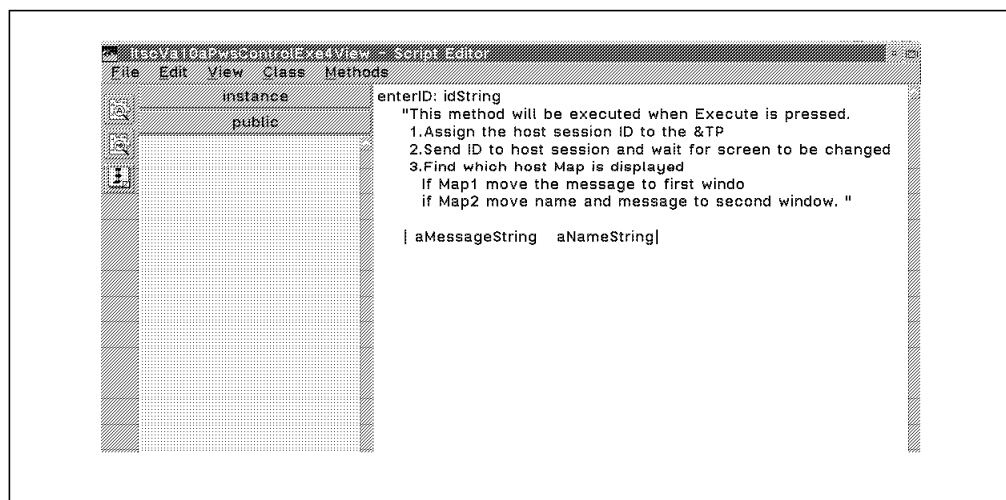 ItscVa10aPwsControlExe4View - Script Editor
File Edit View Class Methods
instance
public
enterID: idString
"This method will be executed when Execute is pressed.
1.Assign the host session ID to the &TP
2.Send ID to host session and wait for screen to be changed
3.Find which host Map is displayed
If Map1 move the message to first windo
if Map2 move name and message to second window. "
| aMessageString aNameString|